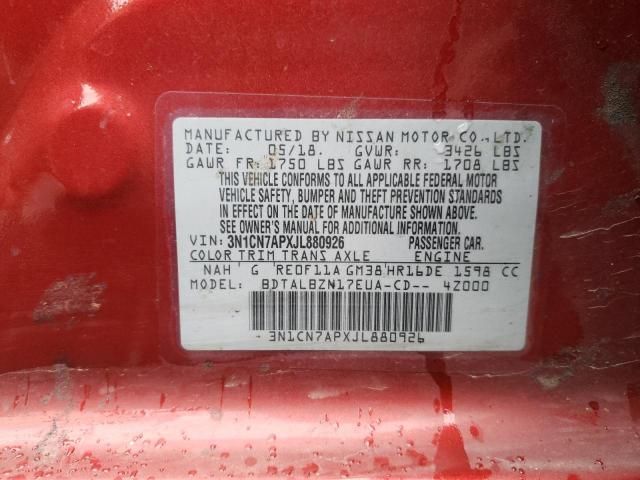 MANUFACTURED BY NISSAN MOTOR CO.,LTD.
DATE: 05/18. GVWR: 3426 LBS
GAWR FR: 1750 LBS GAWR RR: 1708 LBS
THIS VEHICLE CONFORMS TO ALL APPLICABLE FEDERAL MOTOR
VEHICLE SAFETY, BUMPER AND THEFT PREVENTION STANDARDS
IN EFFECT ON THE DATE OF MANUFACTURE SHOWN ABOVE.
SEE OWNER'S MANUAL FOR ADDITIONAL INFORMATION.
VIN: 3N1CN7APXJL880926 PASSENGER CAR.
COLOR TRIM TRANS AXLE ENGINE
NAH ' G RE0F11A GM38'HR16DE 1598 CC
MODEL: BDTALBZN17EUA-CD-- 4Z000
3N1CN7APXJL880926